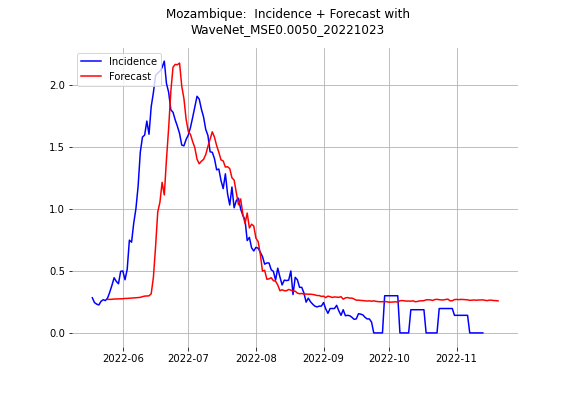 Mozambique:  Incidence + Forecast with
WaveNet_MSE0.0050_20221023
Incidence
Forecast
2.0
1.5
1.0
0.5
0.0
2022-06
2022-07
2022-08
2022-09
2022-10
2022-11